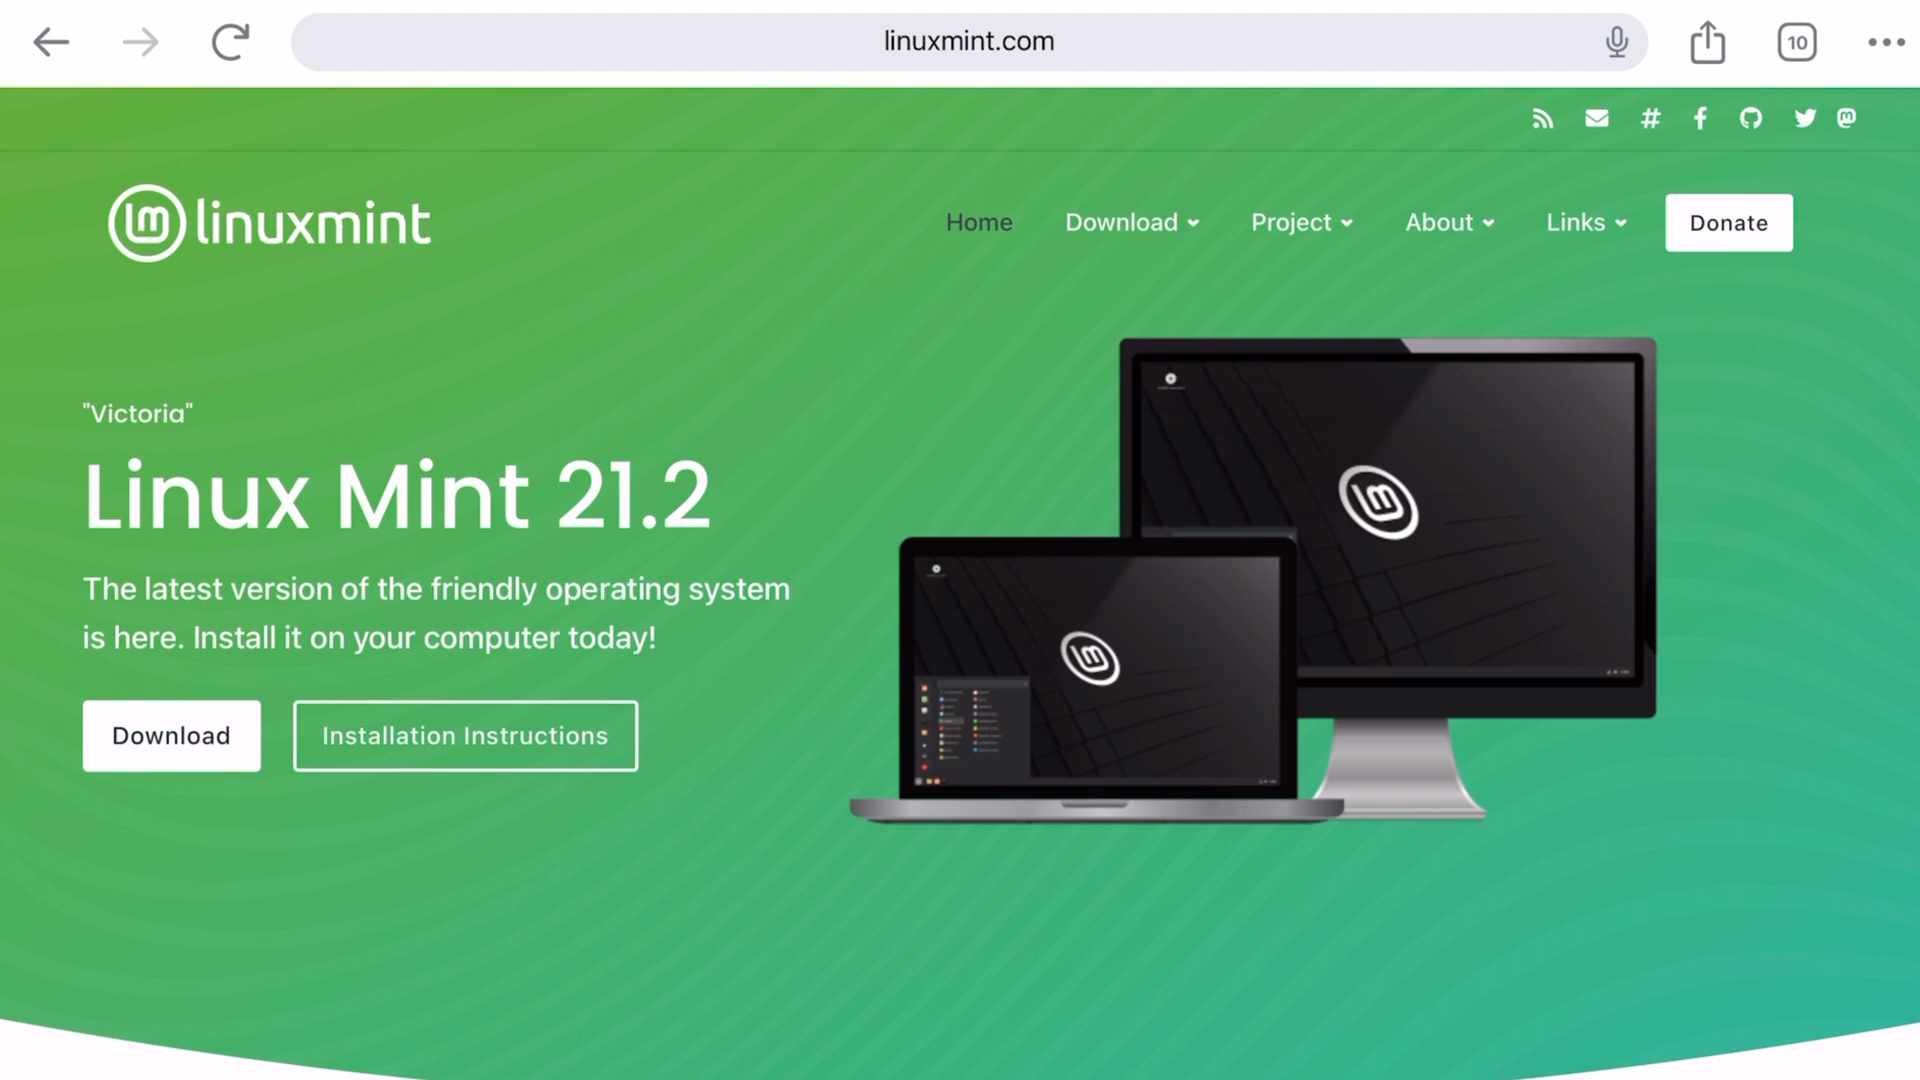 linuxmint.com
10
linuxmint
Home Download Project About Links Donate
"Victoria"
Linux Mint 21.2
The latest version of the friendly operating system
is here. Install it on your computer today!
Download Installation Instructions